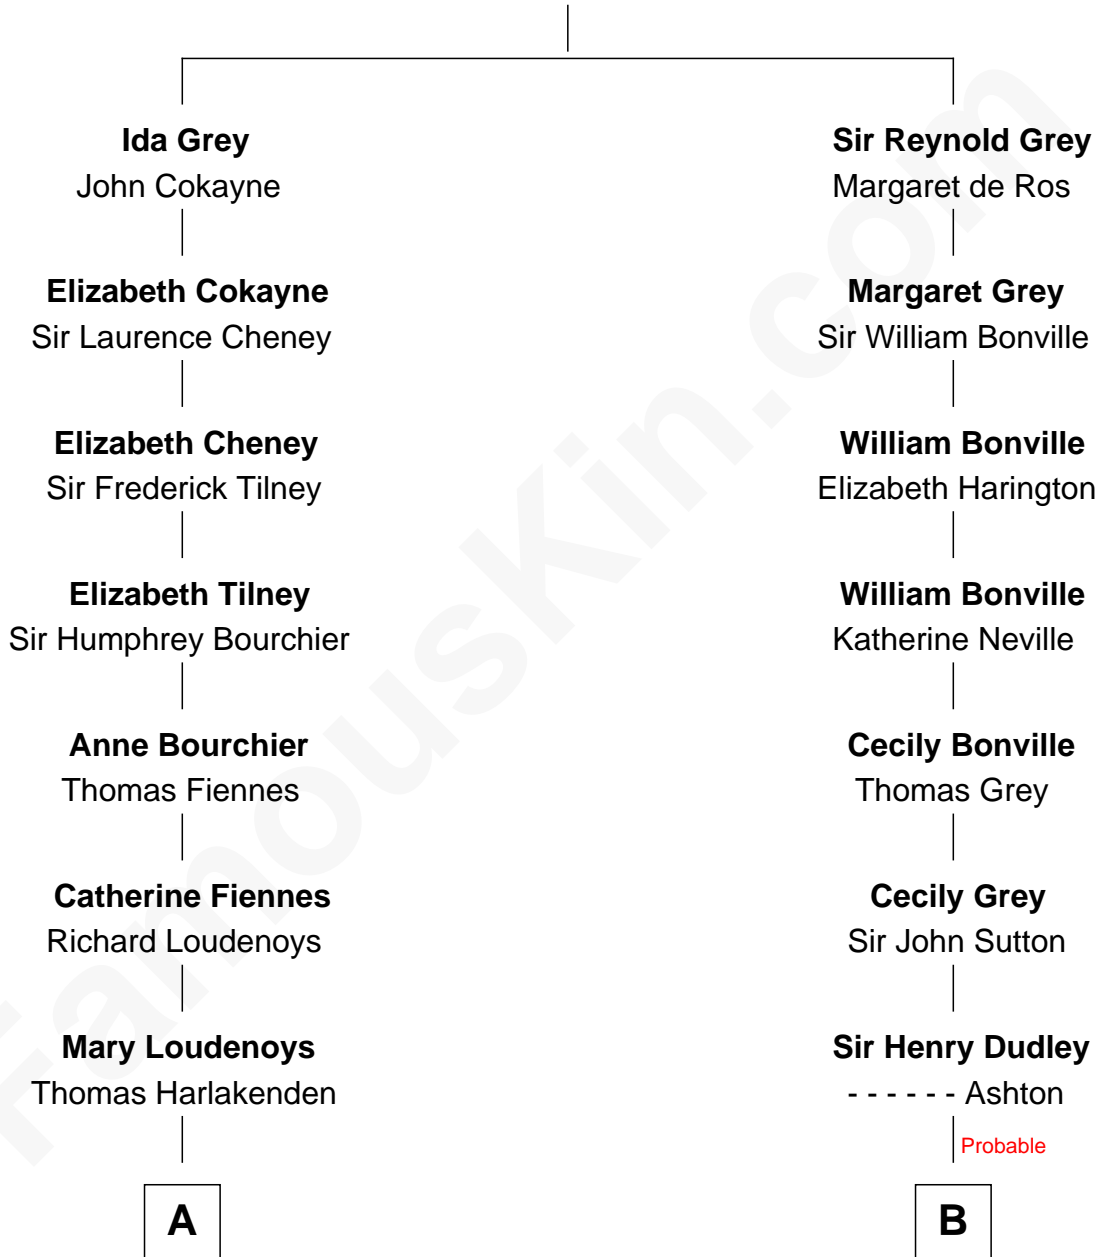 Ida Grey
John Cokayne
Elizabeth Cokayne
Sir Laurence Cheney
Elizabeth Cheney
Sir Frederick Tilney
Elizabeth Tilney
Sir Humphrey Bourchier
Anne Bourchier
Thomas Fiennes
Catherine Fiennes
Richard Loudenoys
Mary Loudenoys
Thomas Harlakenden
A
Sir Reynold Grey
Margaret de Ros
Margaret Grey
Sir William Bonville
William Bonville
Elizabeth Harington
William Bonville
Katherine Neville
Cecily Bonville
Thomas Grey
Cecily Grey
Sir John Sutton
Sir Henry Dudley
- - - - - - Ashton
Probable
B
FamousKin.com